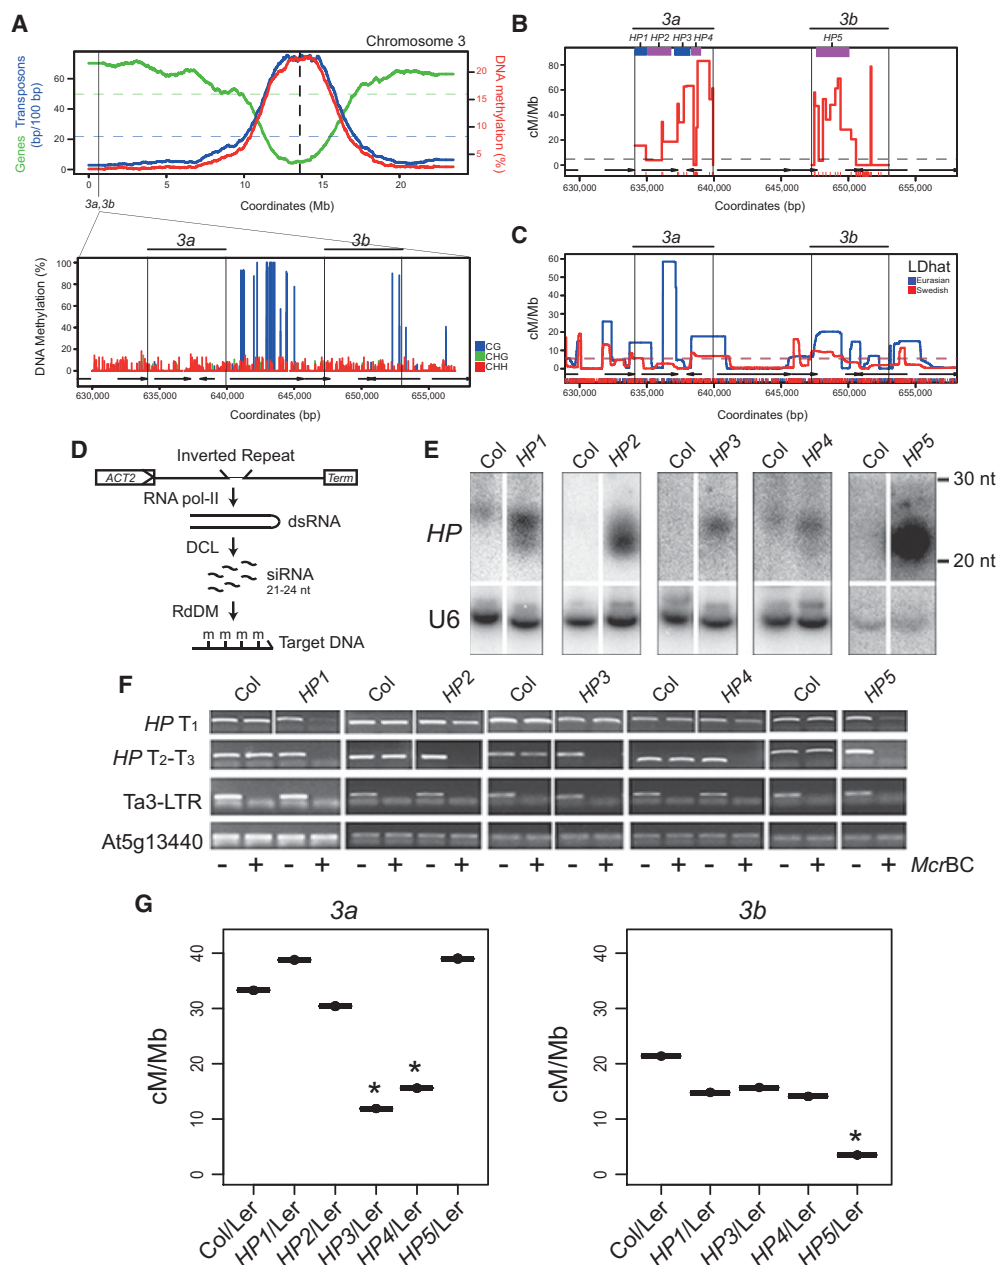 A
Chromosome 3
Genes Transposons
(bp/100 bp)
60
40
20
0
20
15
10
5
DNA methylation (%)
0 5 10 15 20
Coordinates (Mb)
3a,3b
3a 3b
DNA Methylation (%)
100
80
60
40
20
0
CG
CHG
CHH
630,000 635,000 640,000 645,000 650,000 655,000
Coordinates (bp)
B
3a 3b
HP1 HP2 HP3 HP4 HP5
cM/Mb
80
60
40
20
0
630,000 635,000 640,000 645,000 650,000 655,000
Coordinates (bp)
C
3a 3b
LDhat
Eurasian
Swedish
cM/Mb
60
50
40
30
20
10
0
630,000 635,000 640,000 645,000 650,000 655,000
Coordinates (bp)
D
Inverted Repeat
ACT2 Term
RNA pol-II
dsRNA
DCL
siRNA
21-24 nt
RdDM
m m m m
Target DNA
E
Col HP1 Col HP2 Col HP3 Col HP4 Col HP5
HP
U6
30 nt
20 nt
F
Col HP1 Col HP2 Col HP3 Col HP4 Col HP5
HP T1
HP T2-T3
Ta3-LTR
At5g13440
- + - + - + - + - + - + - + - + - + - +
McrBC
G
3a
cM/Mb
40
30
20
10
0
* *
Col/Ler HP1/Ler HP2/Ler HP3/Ler HP4/Ler HP5/Ler
3b
cM/Mb
40
30
20
10
0
*
Col/Ler HP1/Ler HP3/Ler HP4/Ler HP5/Ler